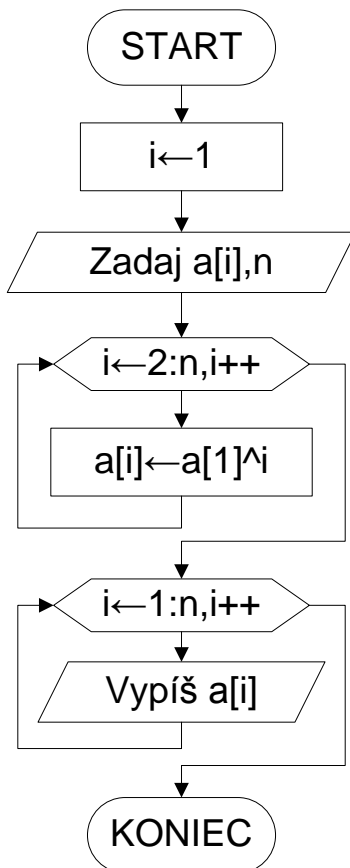 START
i←1
Zadaj a[i],n
i←2:n,i++
a[i]←a[1]^i
i←1:n,i++
Vypíš a[i]
KONIEC